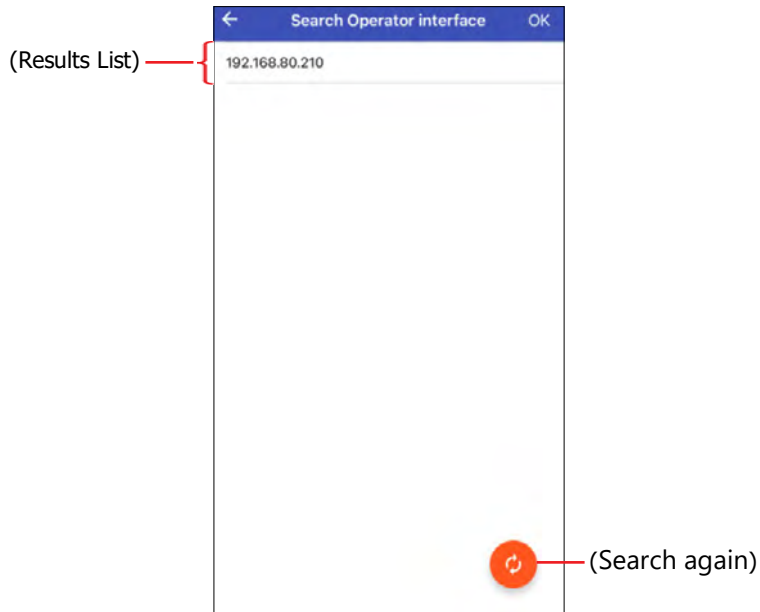 Search Operator interface OK
(Results List)
192.168.80.210
(Search again)